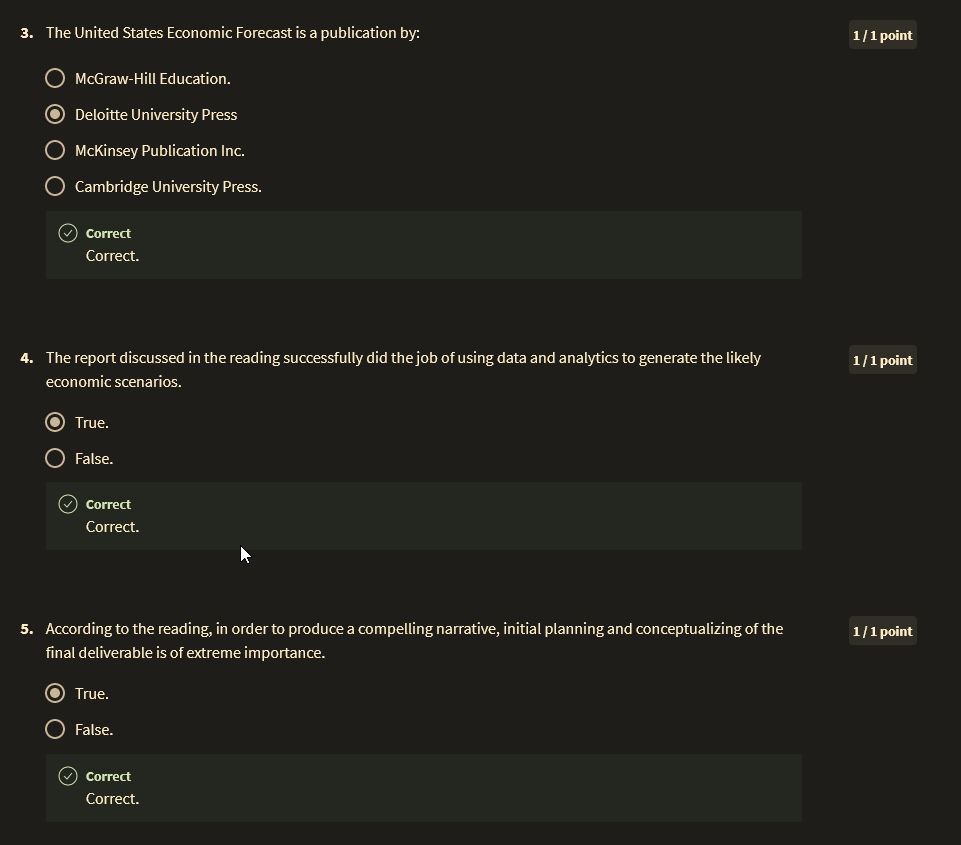 3. The United States Economic Forecast is a publication by:
1 / 1 point
McGraw-Hill Education.
Deloitte University Press
McKinsey Publication Inc.
Cambridge University Press.
Correct
Correct.
4. The report discussed in the reading successfully did the job of using data and analytics to generate the likely
economic scenarios.
1 / 1 point
True.
False.
Correct
Correct.
5. According to the reading, in order to produce a compelling narrative, initial planning and conceptualizing of the
final deliverable is of extreme importance.
1 / 1 point
True.
False.
Correct
Correct.